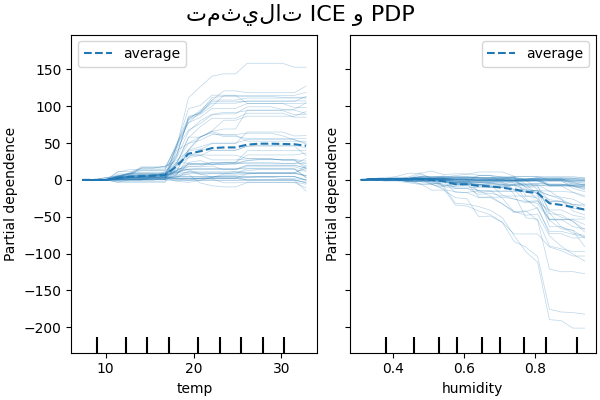 تاليثمت ICE و PDP
average
average
Partial dependence
Partial dependence
150
100
50
0
−50
−100
−150
−200
10 20 30
0.4 0.6 0.8
temp
humidity